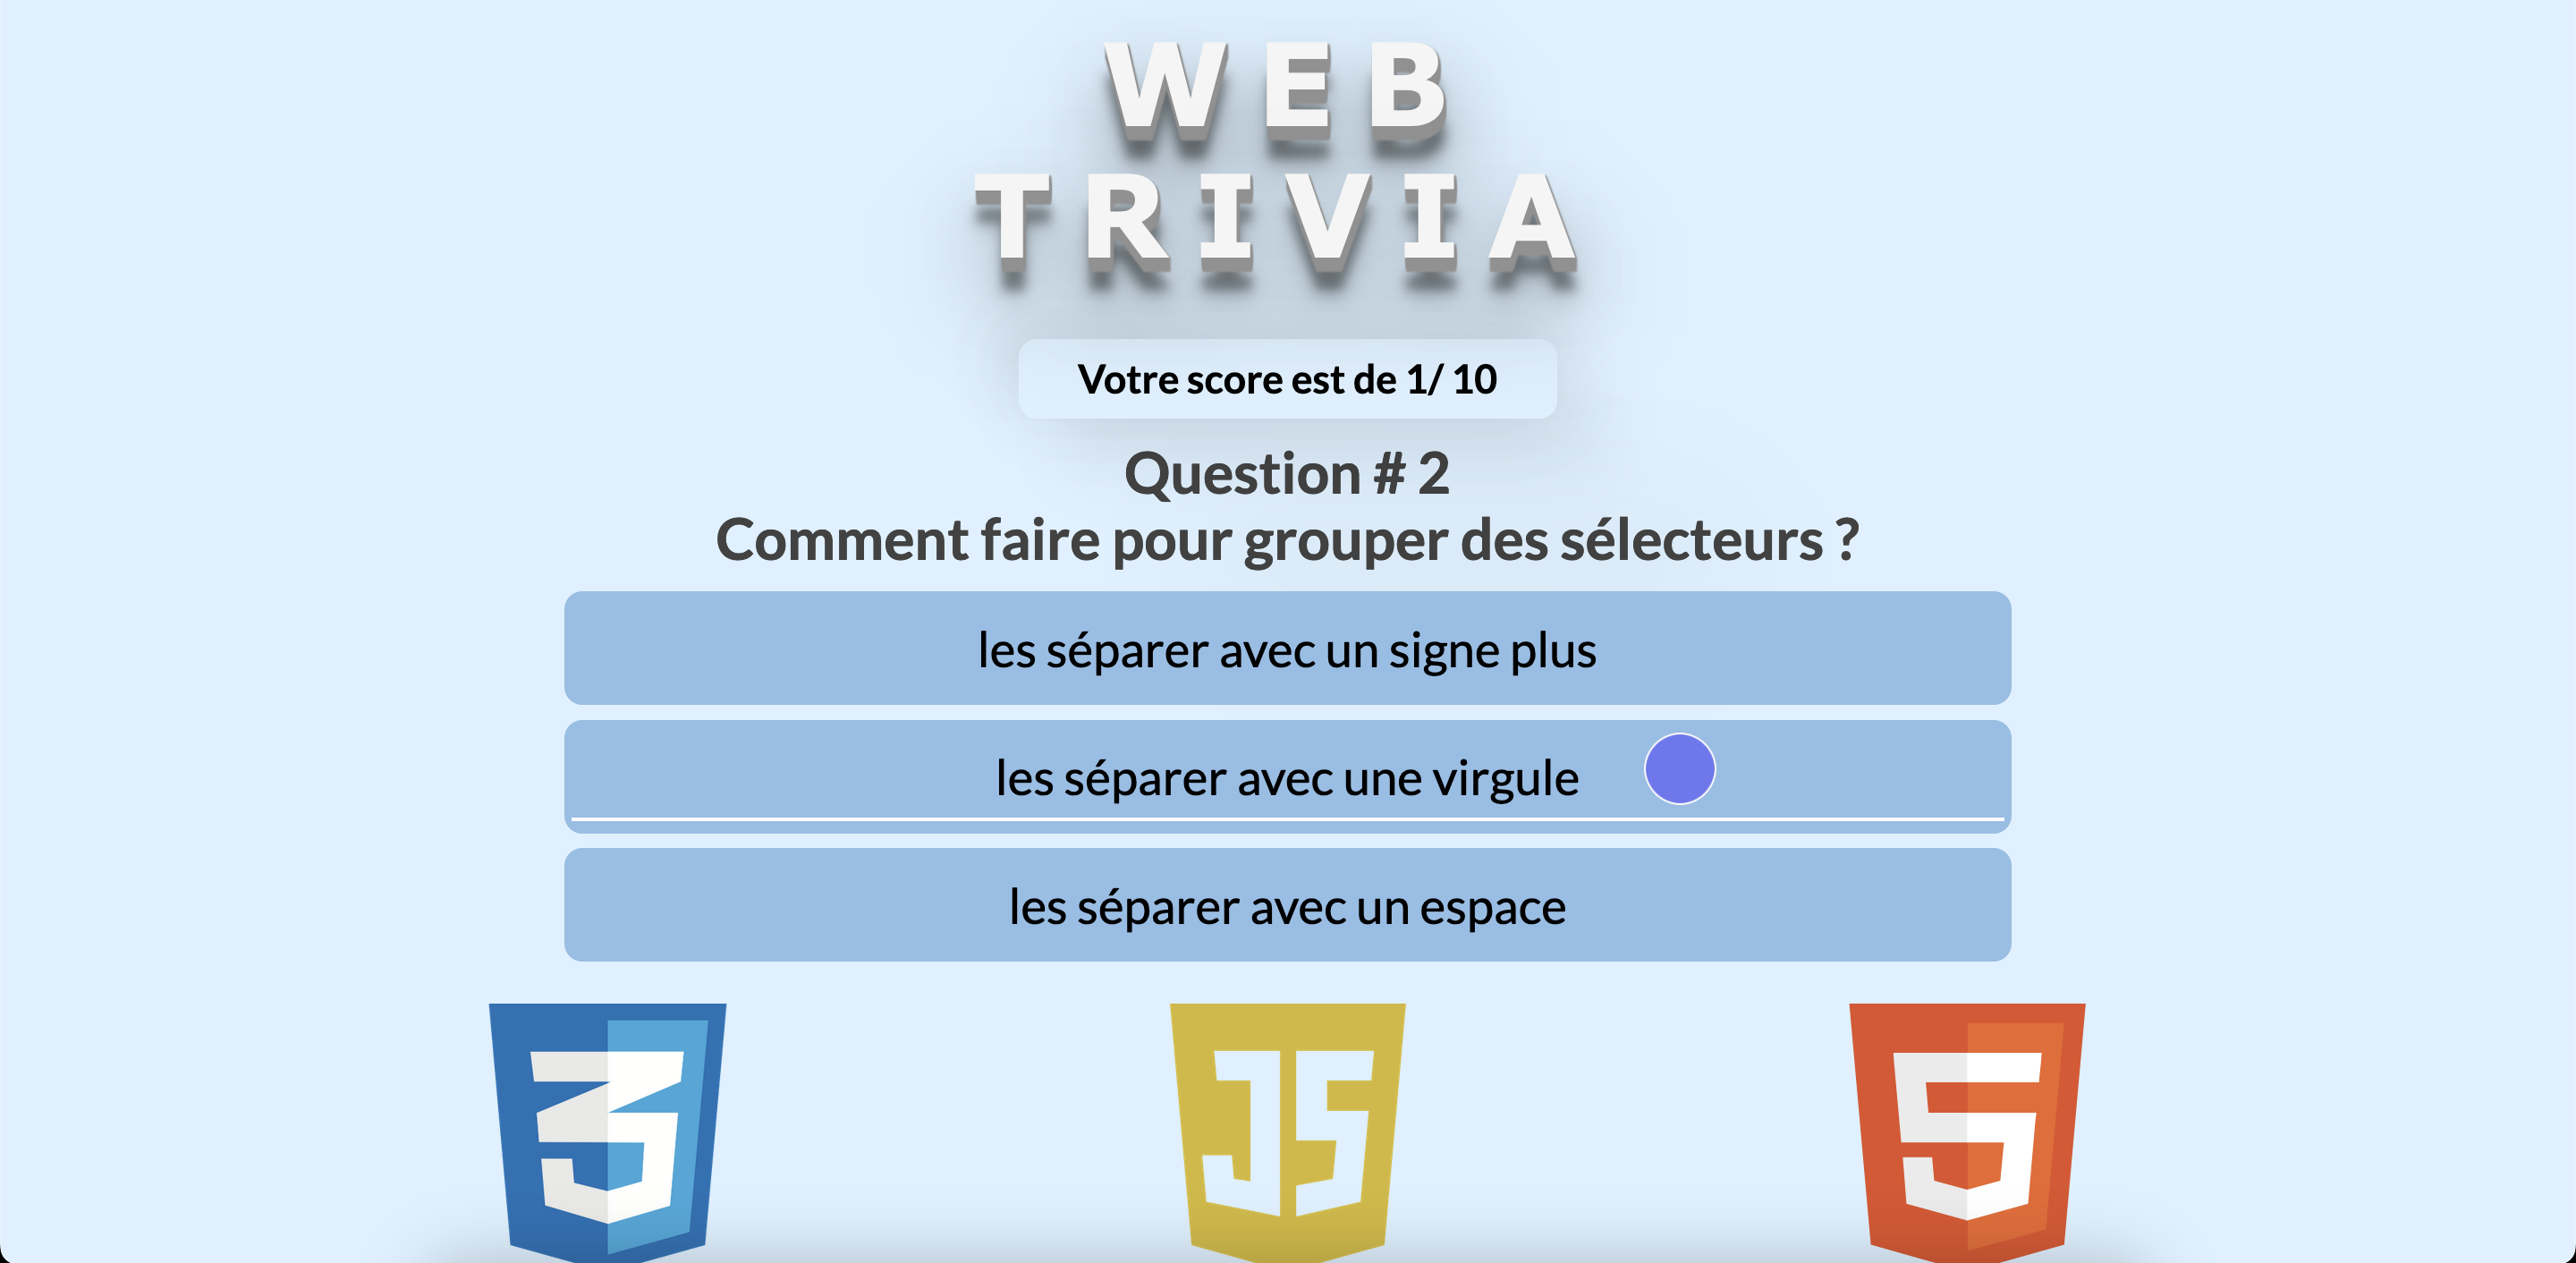 WEB
TRIVIA
Votre score est de 1/ 10
Question # 2
Comment faire pour grouper des sélecteurs ?
les séparer avec un signe plus
les séparer avec une virgule
les séparer avec un espace
3 JS 5